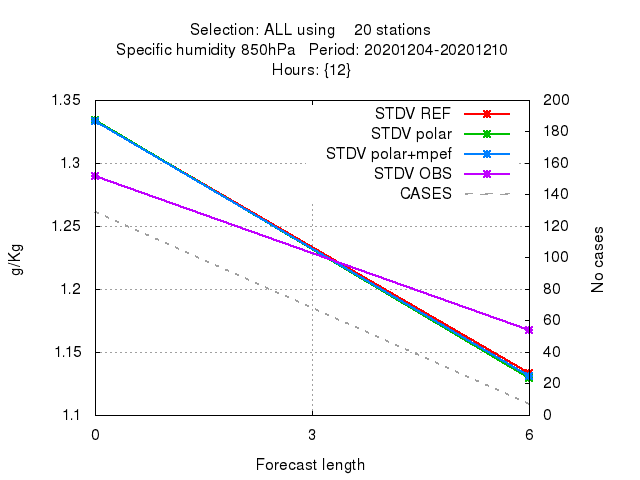 Selection: ALL using    20 stations
Specific humidity 850hPa   Period: 20201204-20201210
Hours: {12}
STDV REF
STDV polar
STDV polar+mpef
STDV OBS
CASES
1.35
1.3
1.25
1.2
1.15
1.1
g/Kg
200
180
160
140
120
100
80
60
40
20
0
No cases
0 3 6
Forecast length